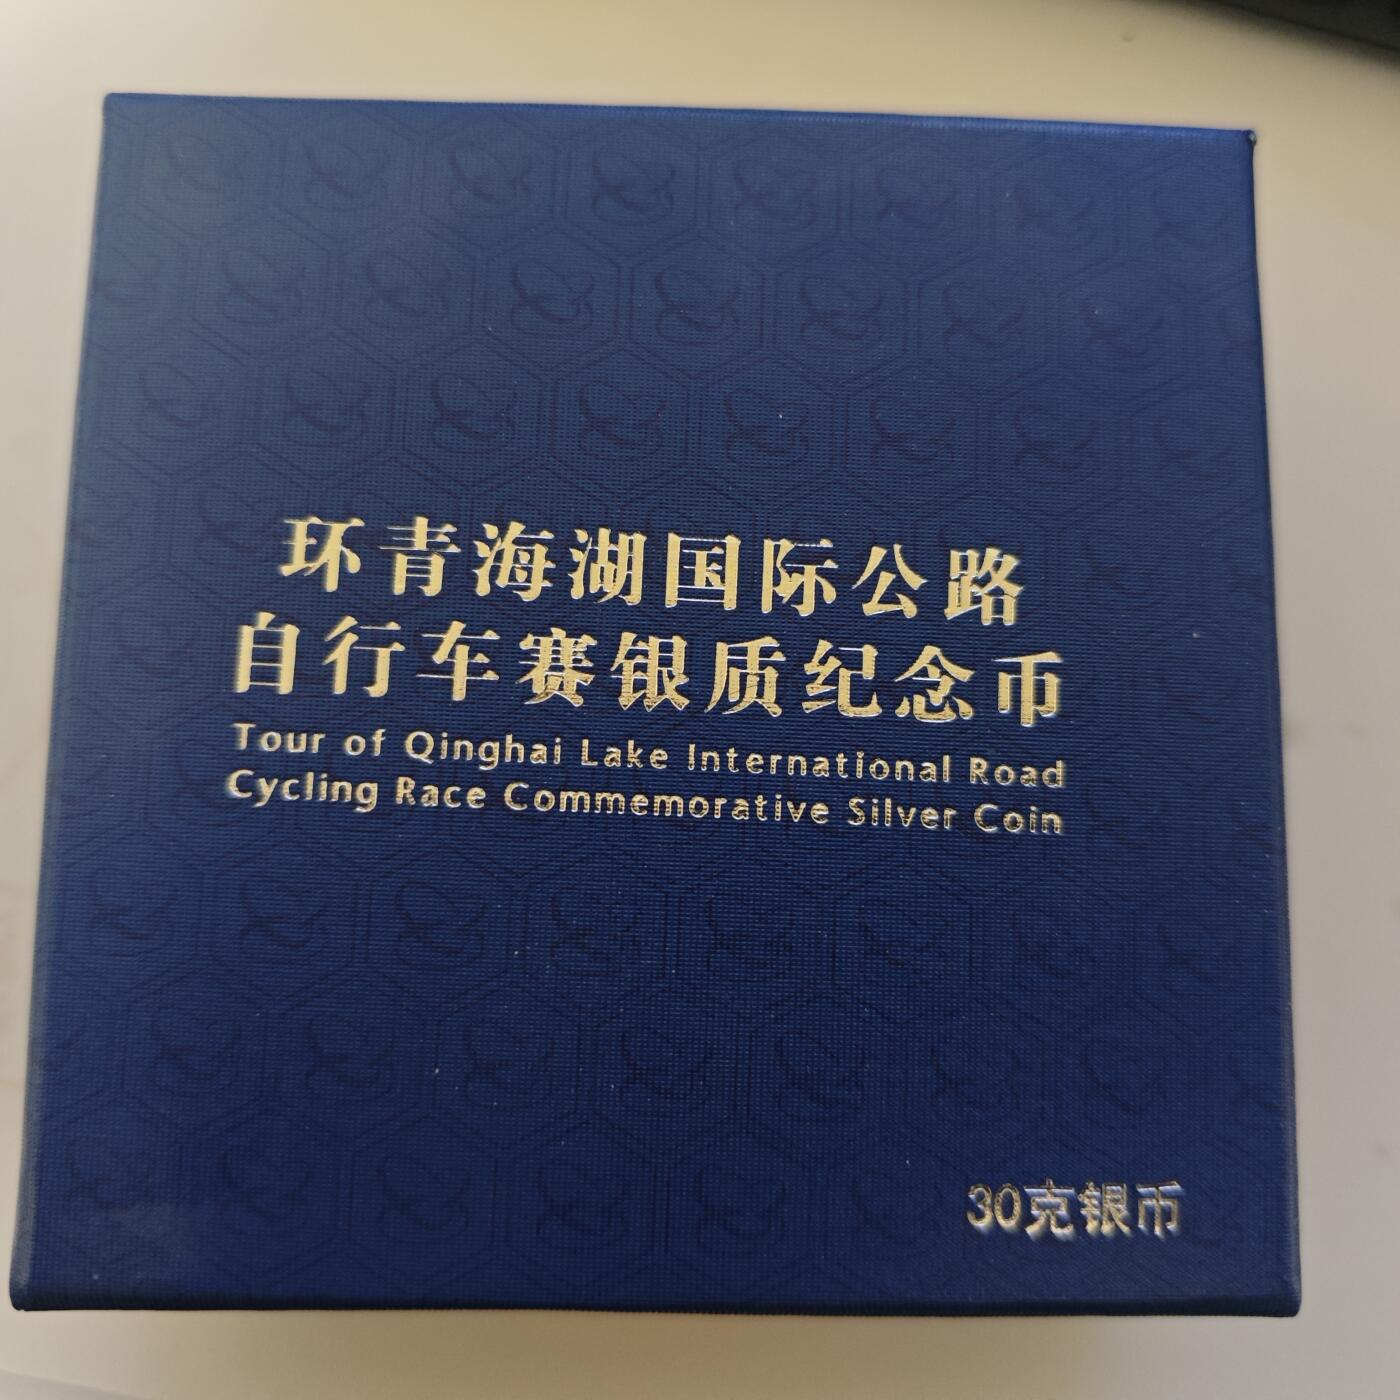 环青海湖国际公路
自行车赛银质纪念币
Tour of Qinghai Lake International Road
Cycling Race Commemorative Silver Coin
30克银币